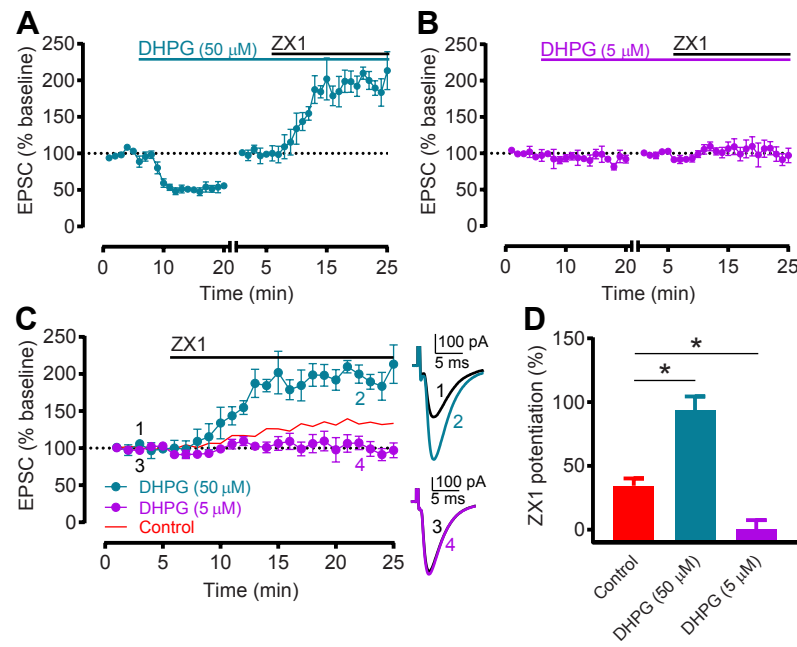 A
DHPG (50 μM)
ZX1
EPSC (% baseline)
250
200
150
100
50
0
0
10
20
5
15
25
Time (min)
B
DHPG (5 μM)
ZX1
EPSC (% baseline)
250
200
150
100
50
0
0
10
20
5
15
25
Time (min)
C
ZX1
EPSC (% baseline)
250
200
150
100
50
0
1
3
2
4
DHPG (50 μM)
DHPG (5 μM)
Control
0
5
10
15
20
25
Time (min)
100 pA
5 ms
1
2
100 pA
5 ms
3
4
D
ZX1 potentiation (%)
150
100
50
0
*
*
Control
DHPG (50 μM)
DHPG (5 μM)